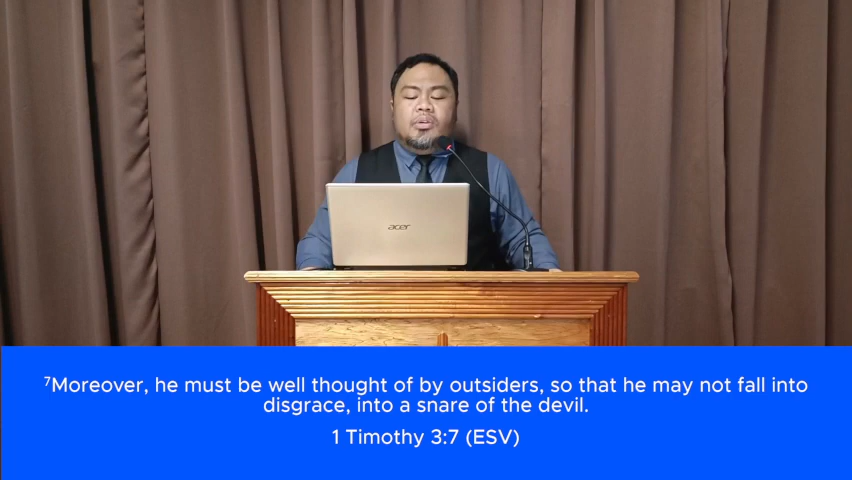 acer
⁷Moreover, he must be well thought of by outsiders, so that he may not fall into
disgrace, into a snare of the devil.
1 Timothy 3:7 (ESV)